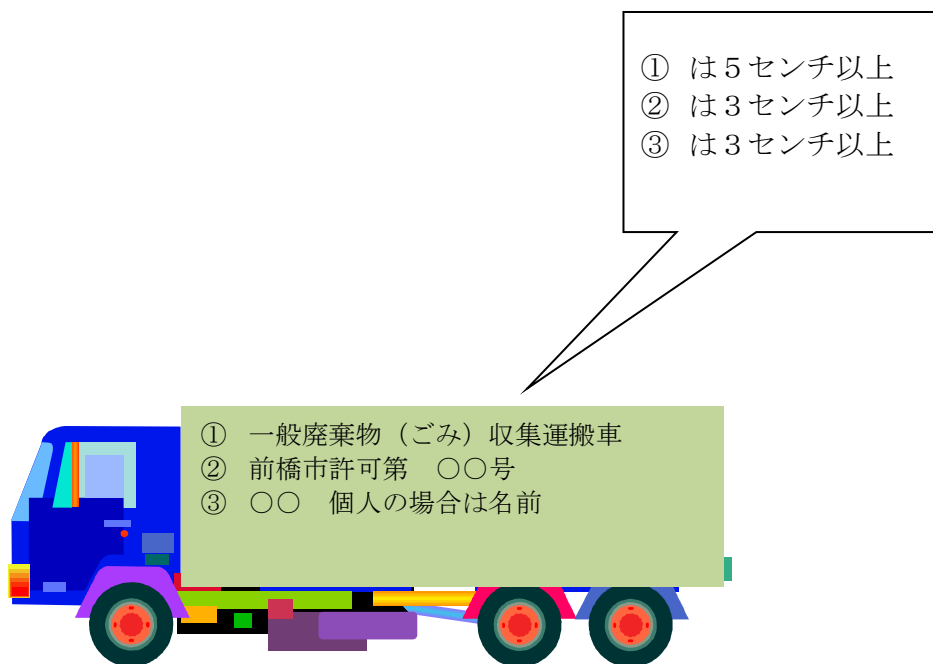 ① は５センチ以上
② は３センチ以上
③ は３センチ以上
① 一般廃棄物（ごみ）収集運搬車
② 前橋市許可第　○○号
③ ○○　個人の場合は名前